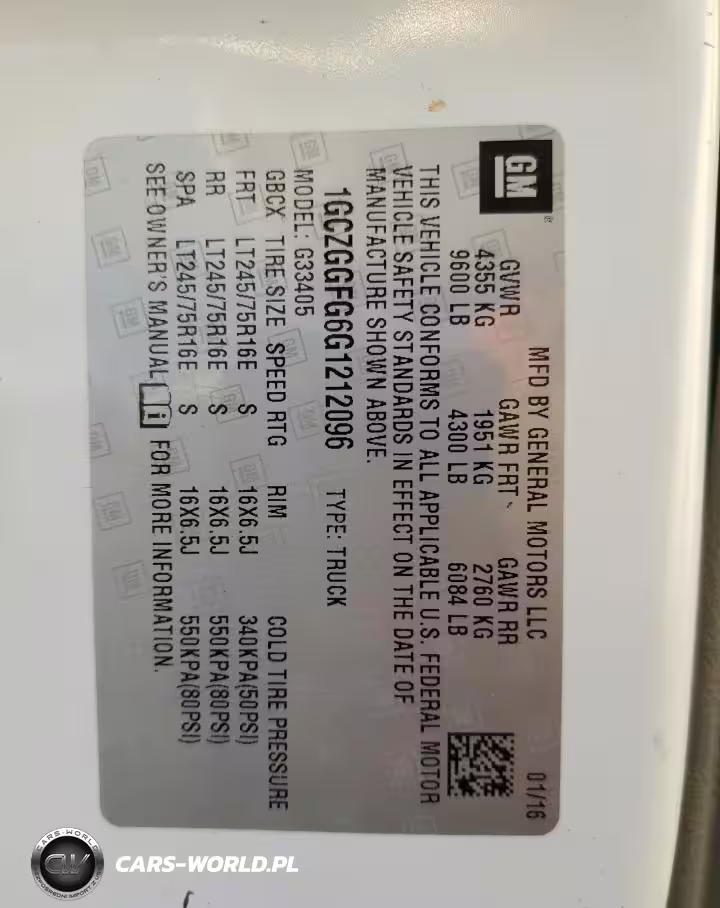 GM
MFD BY GENERAL MOTORS LLC 01/16
GVWR GAWR FRT GAWR RR
4355 KG 1951 KG 2760 KG
9600 LB 4300 LB 6084 LB
THIS VEHICLE CONFORMS TO ALL APPLICABLE U.S. FEDERAL MOTOR
VEHICLE SAFETY STANDARDS IN EFFECT ON THE DATE OF
MANUFACTURE SHOWN ABOVE.
1GCZGGFG6G1212096 TYPE: TRUCK
MODEL: G33405
GBCX TIRE SIZE SPEED RTG RIM COLD TIRE PRESSURE
FRT LT245/75R16E S 16X6.5J 340KPA(50PSI)
RR LT245/75R16E S 16X6.5J 550KPA(80PSI)
SPA LT245/75R16E S 16X6.5J 550KPA(80PSI)
SEE OWNER'S MANUAL i FOR MORE INFORMATION.
CARS-WORLD
CW
CARS-WORLD.PL